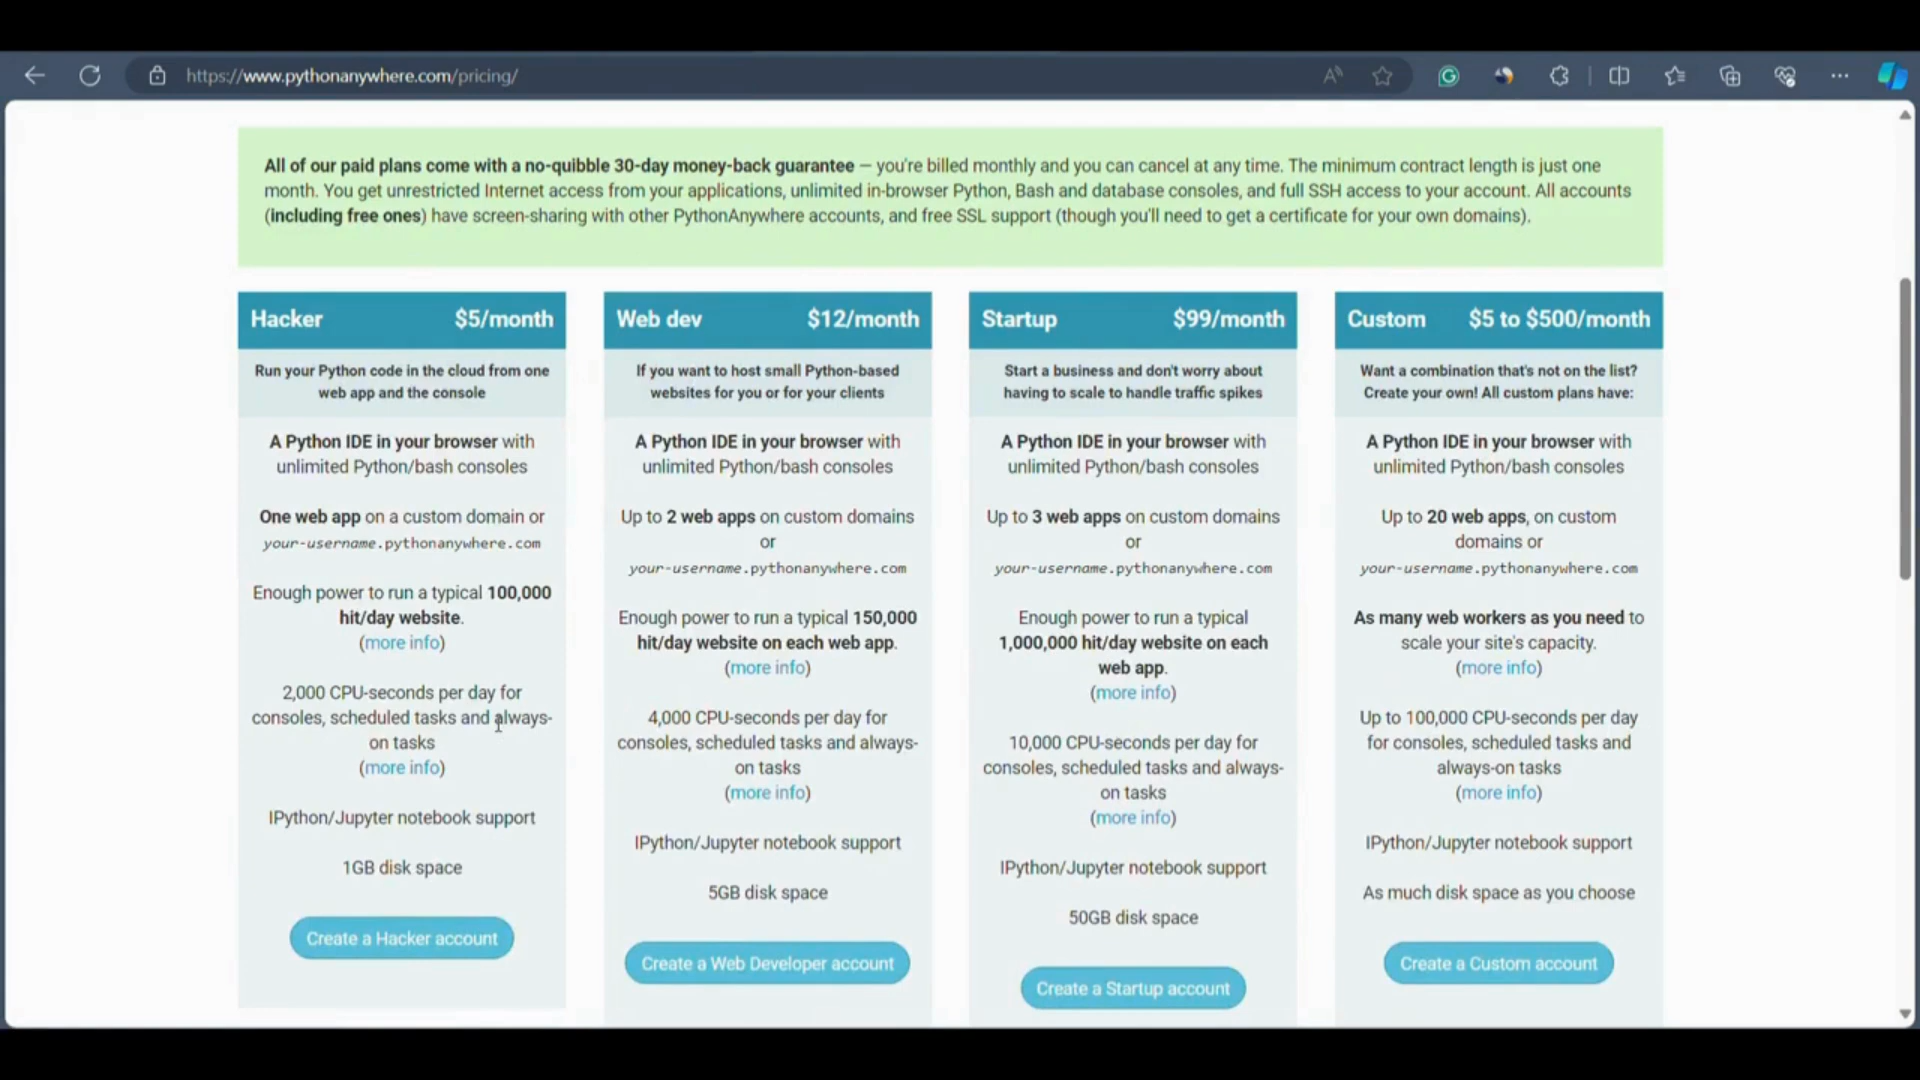 https://www.pythonanywhere.com/pricing/
All of our paid plans come with a no-quibble 30-day money-back guarantee — you're billed monthly and you can cancel at any time. The minimum contract length is just one
month. You get unrestricted Internet access from your applications, unlimited in-browser Python, Bash and database consoles, and full SSH access to your account. All accounts
(including free ones) have screen-sharing with other PythonAnywhere accounts, and free SSL support (though you'll need to get a certificate for your own domains).
Hacker $5/month
Run your Python code in the cloud from one
web app and the console
A Python IDE in your browser with
unlimited Python/bash consoles
One web app on a custom domain or
your-username.pythonanywhere.com
Enough power to run a typical 100,000
hit/day website.
(more info)
2,000 CPU-seconds per day for
consoles, scheduled tasks and always-
on tasks
(more info)
IPython/Jupyter notebook support
1GB disk space
Create a Hacker account
Web dev $12/month
If you want to host small Python-based
websites for you or for your clients
A Python IDE in your browser with
unlimited Python/bash consoles
Up to 2 web apps on custom domains
or
your-username.pythonanywhere.com
Enough power to run a typical 150,000
hit/day website on each web app.
(more info)
4,000 CPU-seconds per day for
consoles, scheduled tasks and always-
on tasks
(more info)
IPython/Jupyter notebook support
5GB disk space
Create a Web Developer account
Startup $99/month
Start a business and don't worry about
having to scale to handle traffic spikes
A Python IDE in your browser with
unlimited Python/bash consoles
Up to 3 web apps on custom domains
or
your-username.pythonanywhere.com
Enough power to run a typical
1,000,000 hit/day website on each
web app.
(more info)
10,000 CPU-seconds per day for
consoles, scheduled tasks and always-
on tasks
(more info)
IPython/Jupyter notebook support
50GB disk space
Create a Startup account
Custom $5 to $500/month
Want a combination that's not on the list?
Create your own! All custom plans have:
A Python IDE in your browser with
unlimited Python/bash consoles
Up to 20 web apps, on custom
domains or
your-username.pythonanywhere.com
As many web workers as you need to
scale your site's capacity.
(more info)
Up to 100,000 CPU-seconds per day
for consoles, scheduled tasks and
always-on tasks
(more info)
IPython/Jupyter notebook support
As much disk space as you choose
Create a Custom account